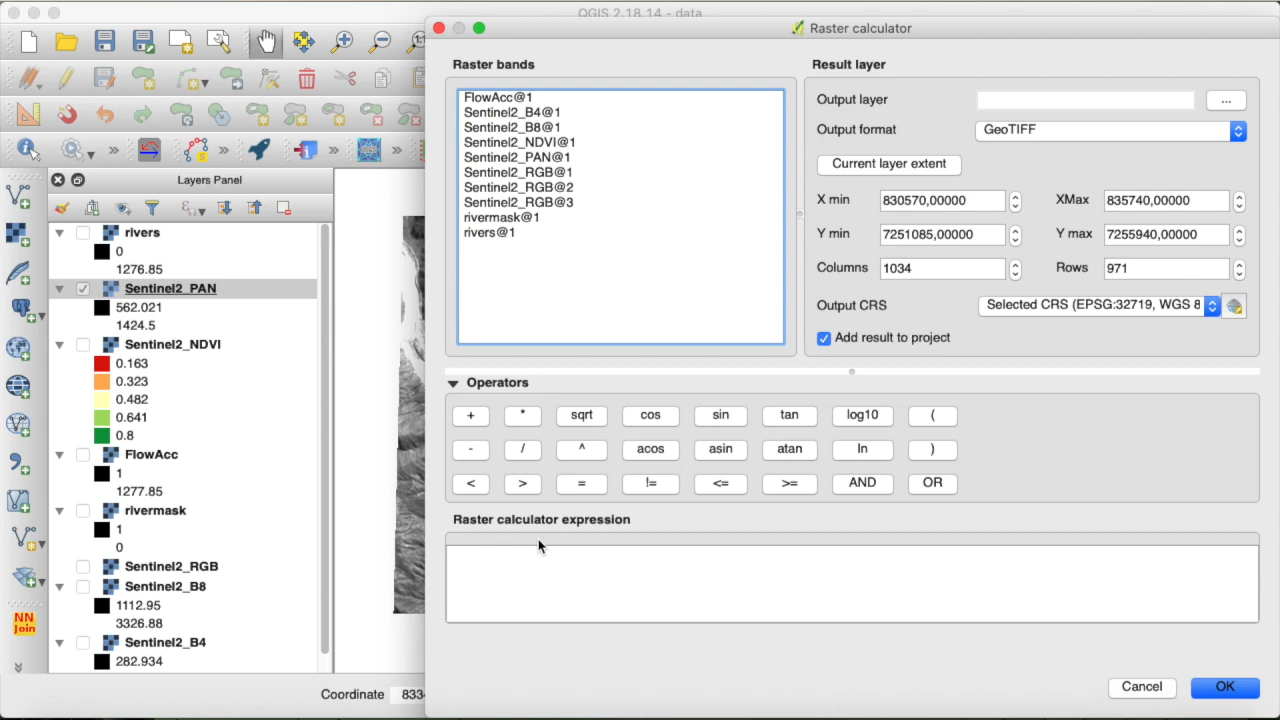 QGIS 2.18.14 - data
Raster calculator
Raster bands
FlowAcc@1
Sentinel2_B4@1
Sentinel2_B8@1
Sentinel2_NDVI@1
Sentinel2_PAN@1
Sentinel2_RGB@1
Sentinel2_RGB@2
Sentinel2_RGB@3
rivermask@1
rivers@1
Result layer
Output layer
...
Output format GeoTIFF
Current layer extent
X min 830570,00000 XMax 835740,00000
Y min 7251085,00000 Y max 7255940,00000
Columns 1034 Rows 971
Output CRS Selected CRS (EPSG:32719, WGS 8
Add result to project
Operators
+ * sqrt cos sin tan log10 (
- / ^ acos asin atan ln )
< > = != <= >= AND OR
Raster calculator expression
Cancel OK
Layers Panel
rivers
0
1276.85
Sentinel2_PAN
562.021
1424.5
Sentinel2_NDVI
0.163
0.323
0.482
0.641
0.8
FlowAcc
1
1277.85
rivermask
1
0
Sentinel2_RGB
Sentinel2_B8
1112.95
3326.88
Sentinel2_B4
282.934
NN
Join
Coordinate 833